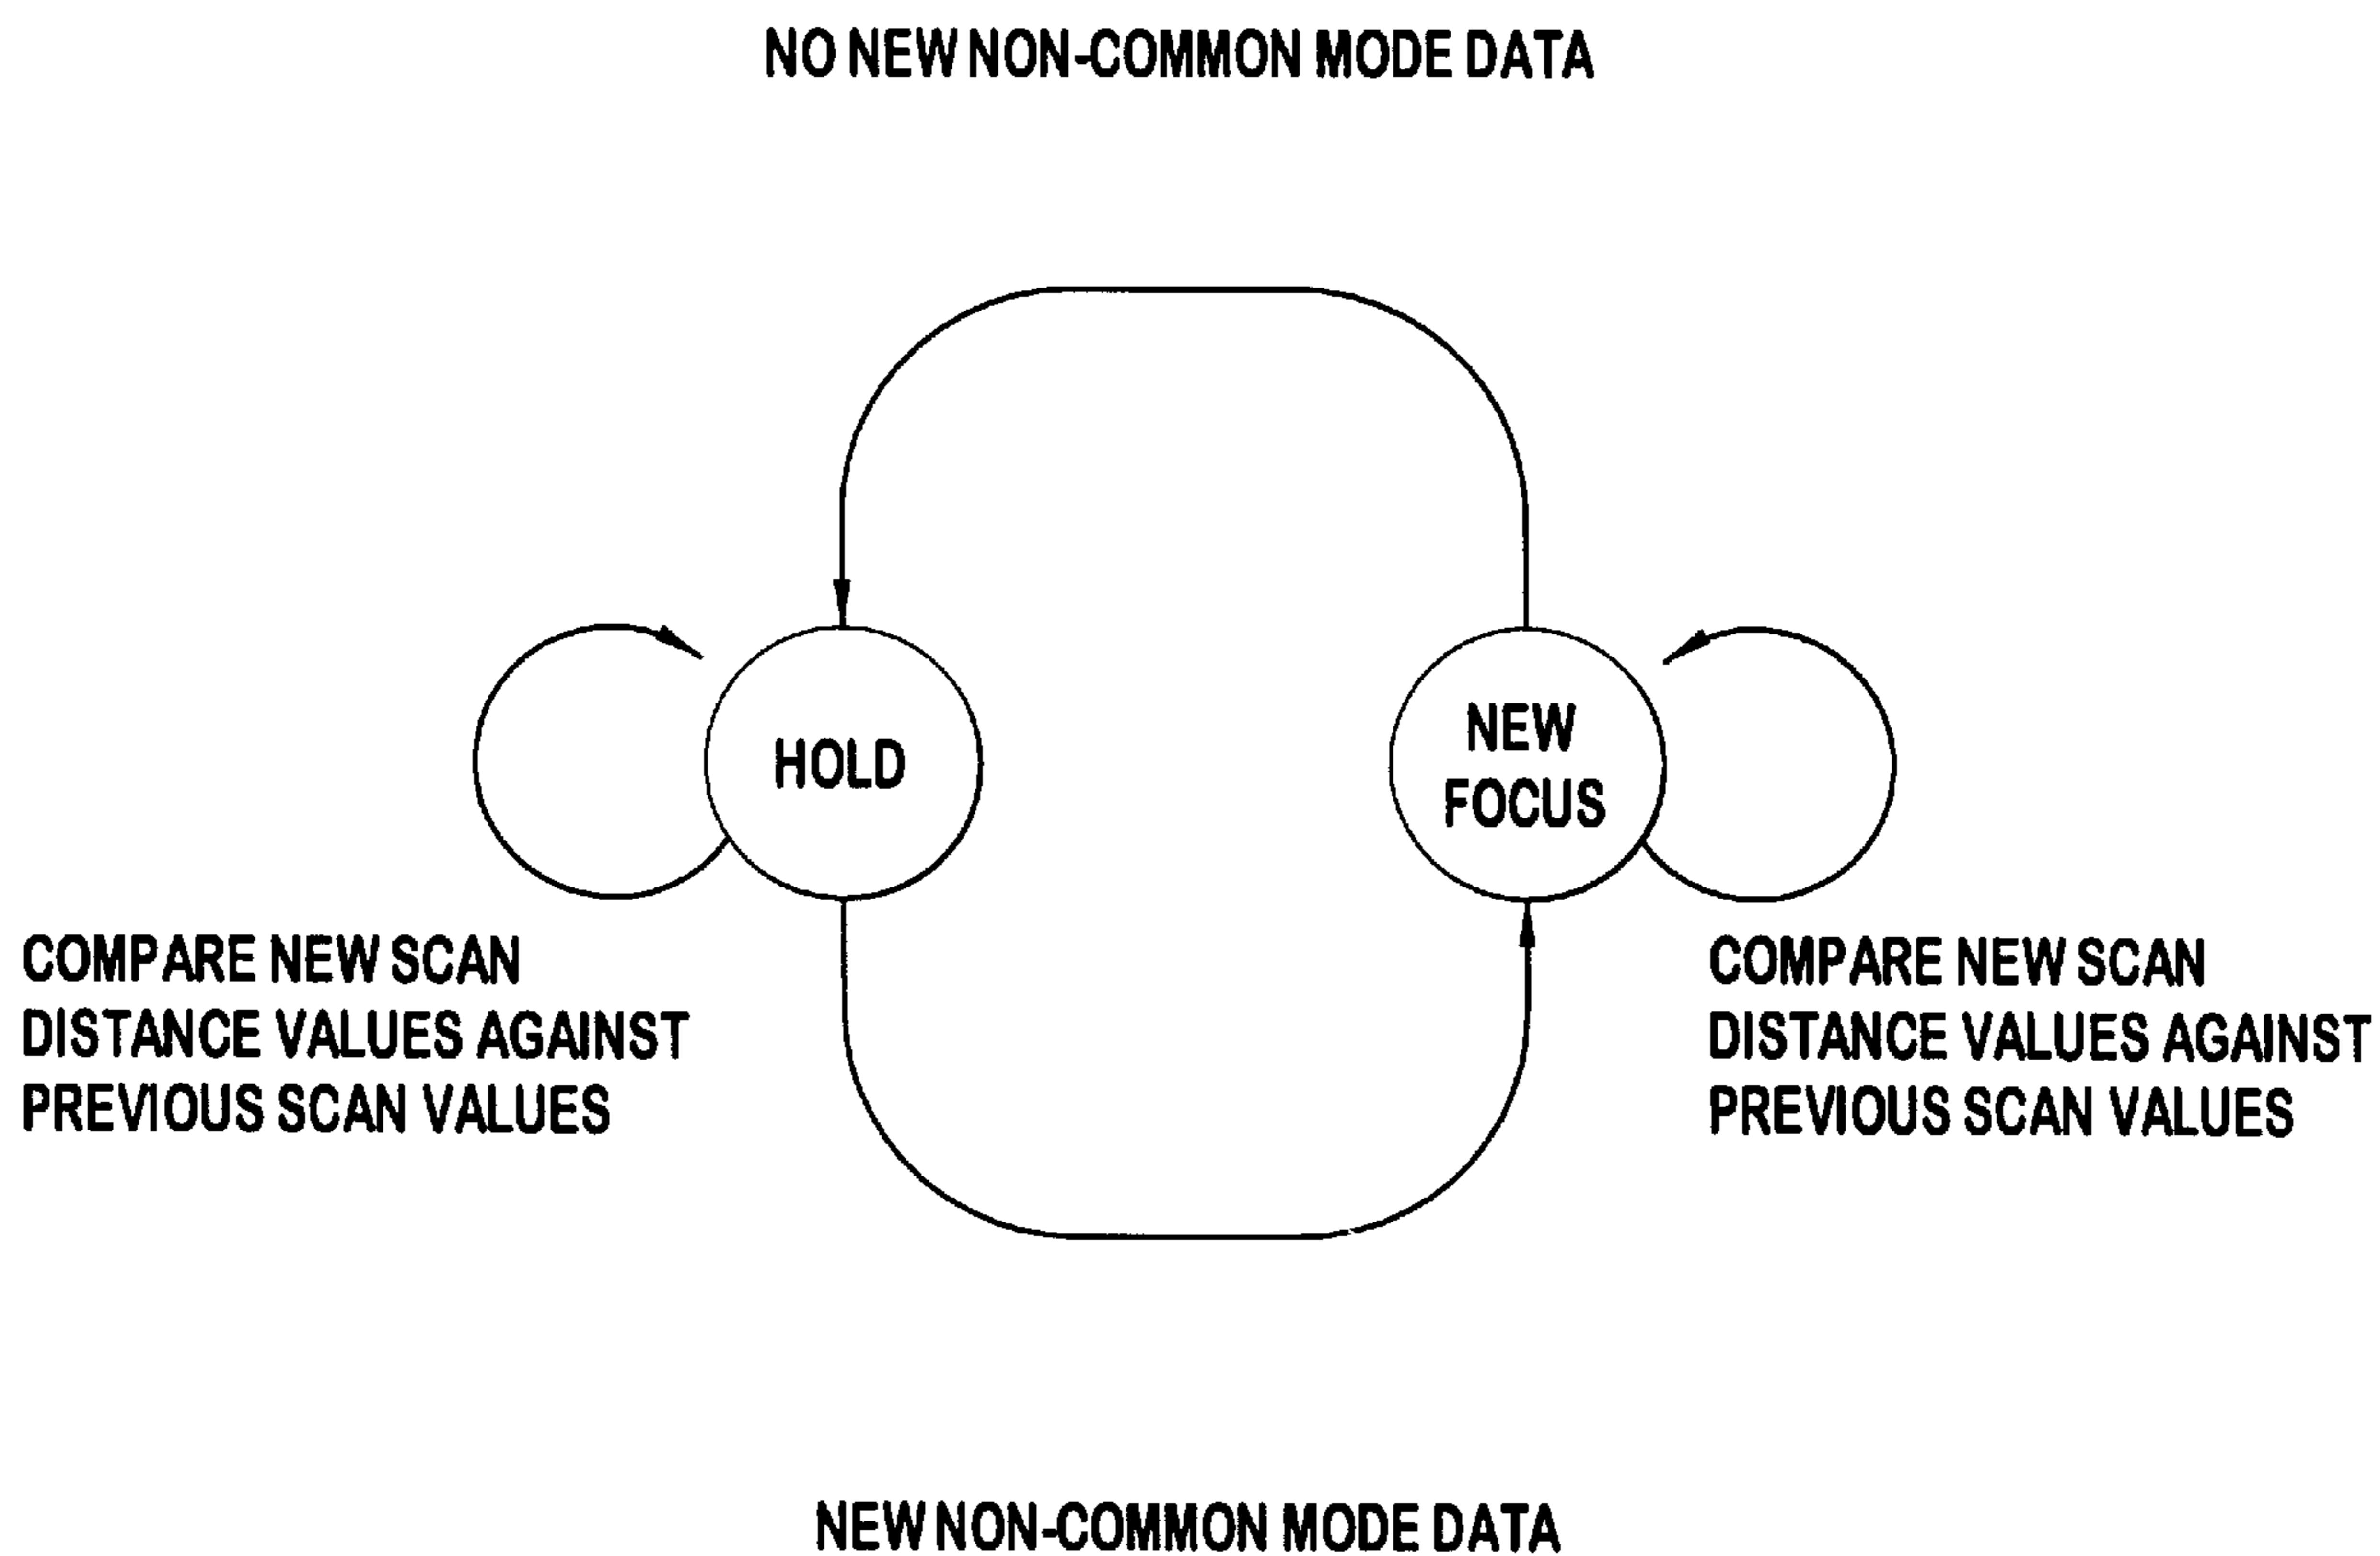 NO NEW NON-COMMON MODE DATA
HOLD
NEW
FOCUS
COMPARE NEW SCAN
DISTANCE VALUES AGAINST
PREVIOUS SCAN VALUES
COMPARE NEW SCAN
DISTANCE VALUES AGAINST
PREVIOUS SCAN VALUES
NEW NON-COMMON MODE DATA